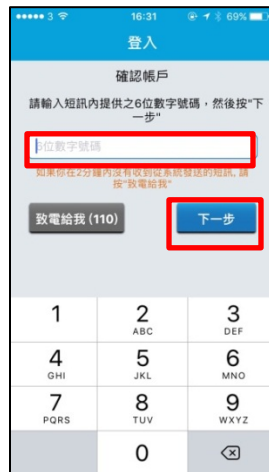 3 16:31 69%
登入
確認帳戶
請輸入短訊內提供之6位數字號碼，然後按"下
一步"
6位數字號碼
如果你在2分鐘內沒有收到從系統發送的短訊, 請
按"致電給我"
致電給我 (110) 下一步
1 2 3
ABC DEF
4 5 6
GHI JKL MNO
7 8 9
PQRS TUV WXYZ
0